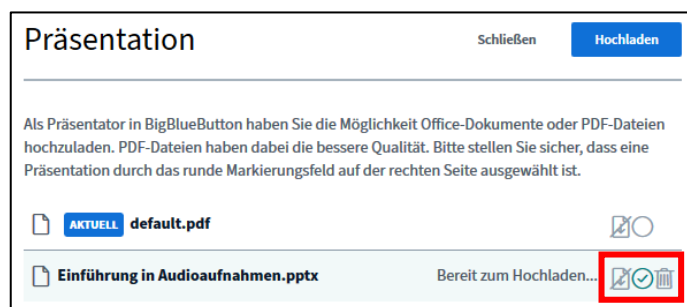 Präsentation Schließen Hochladen
Als Präsentator in BigBlueButton haben Sie die Möglichkeit Office-Dokumente oder PDF-Dateien
hochzuladen. PDF-Dateien haben dabei die bessere Qualität. Bitte stellen Sie sicher, dass eine
Präsentation durch das runde Markierungsfeld auf der rechten Seite ausgewählt ist.
AKTUELL default.pdf
Einführung in Audioaufnahmen.pptx Bereit zum Hochladen...